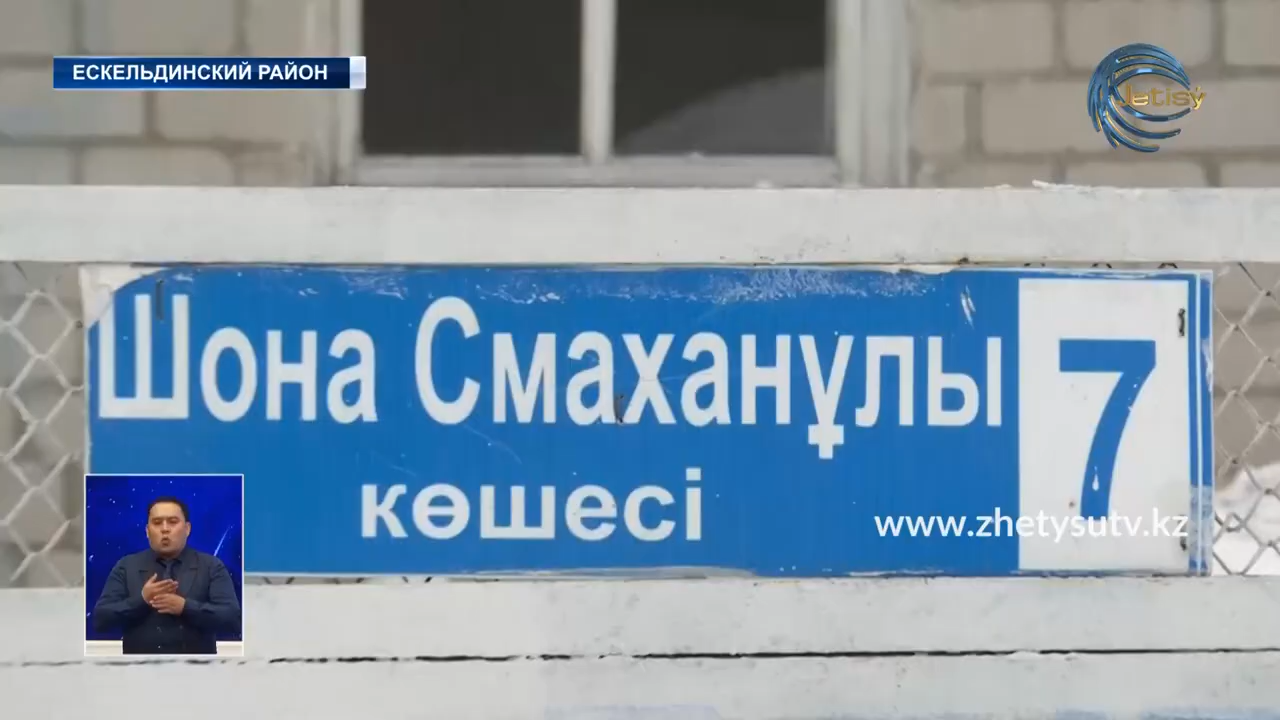 ЕСКЕЛЬДИНСКИЙ РАЙОН
Jetisý
Шона Смаханұлы
7
көшесі
www.zhetysutv.kz